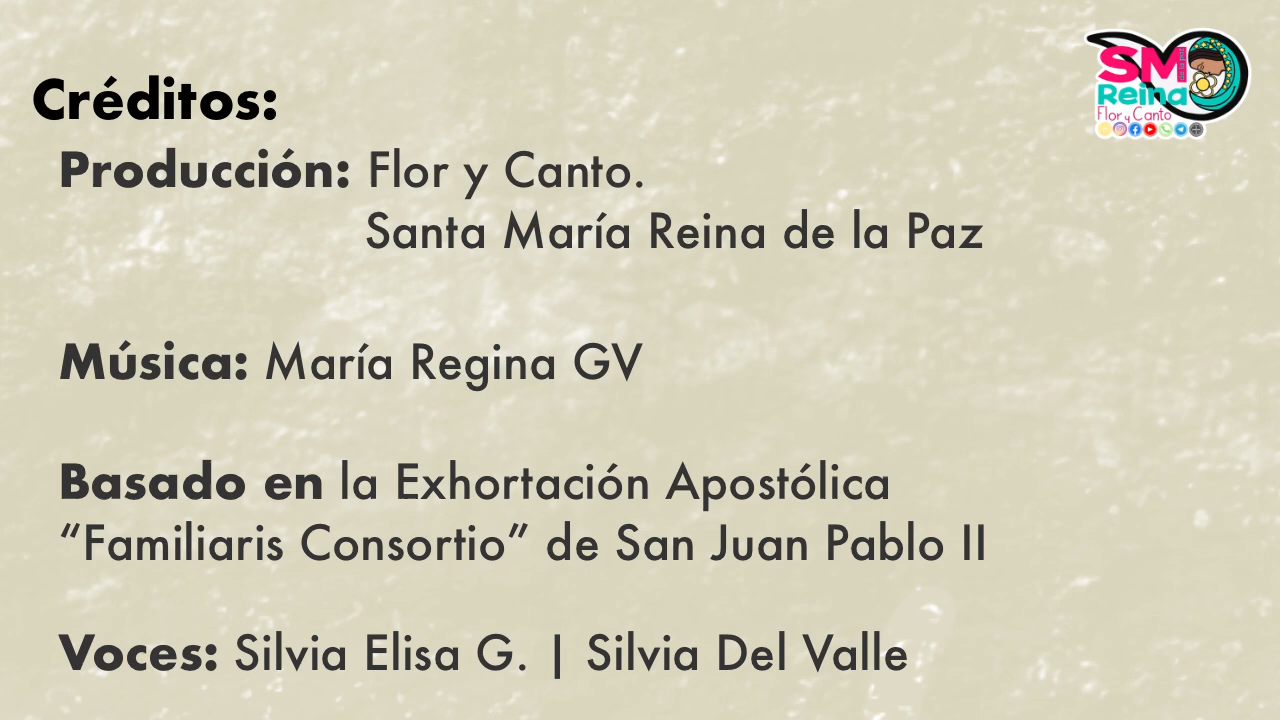 Créditos:
Producción: Flor y Canto.
Santa María Reina de la Paz
Música: María Regina GV
Basado en la Exhortación Apostólica
“Familiaris Consortio” de San Juan Pablo II
Voces: Silvia Elisa G. | Silvia Del Valle
SM
Reina
Flor y Canto